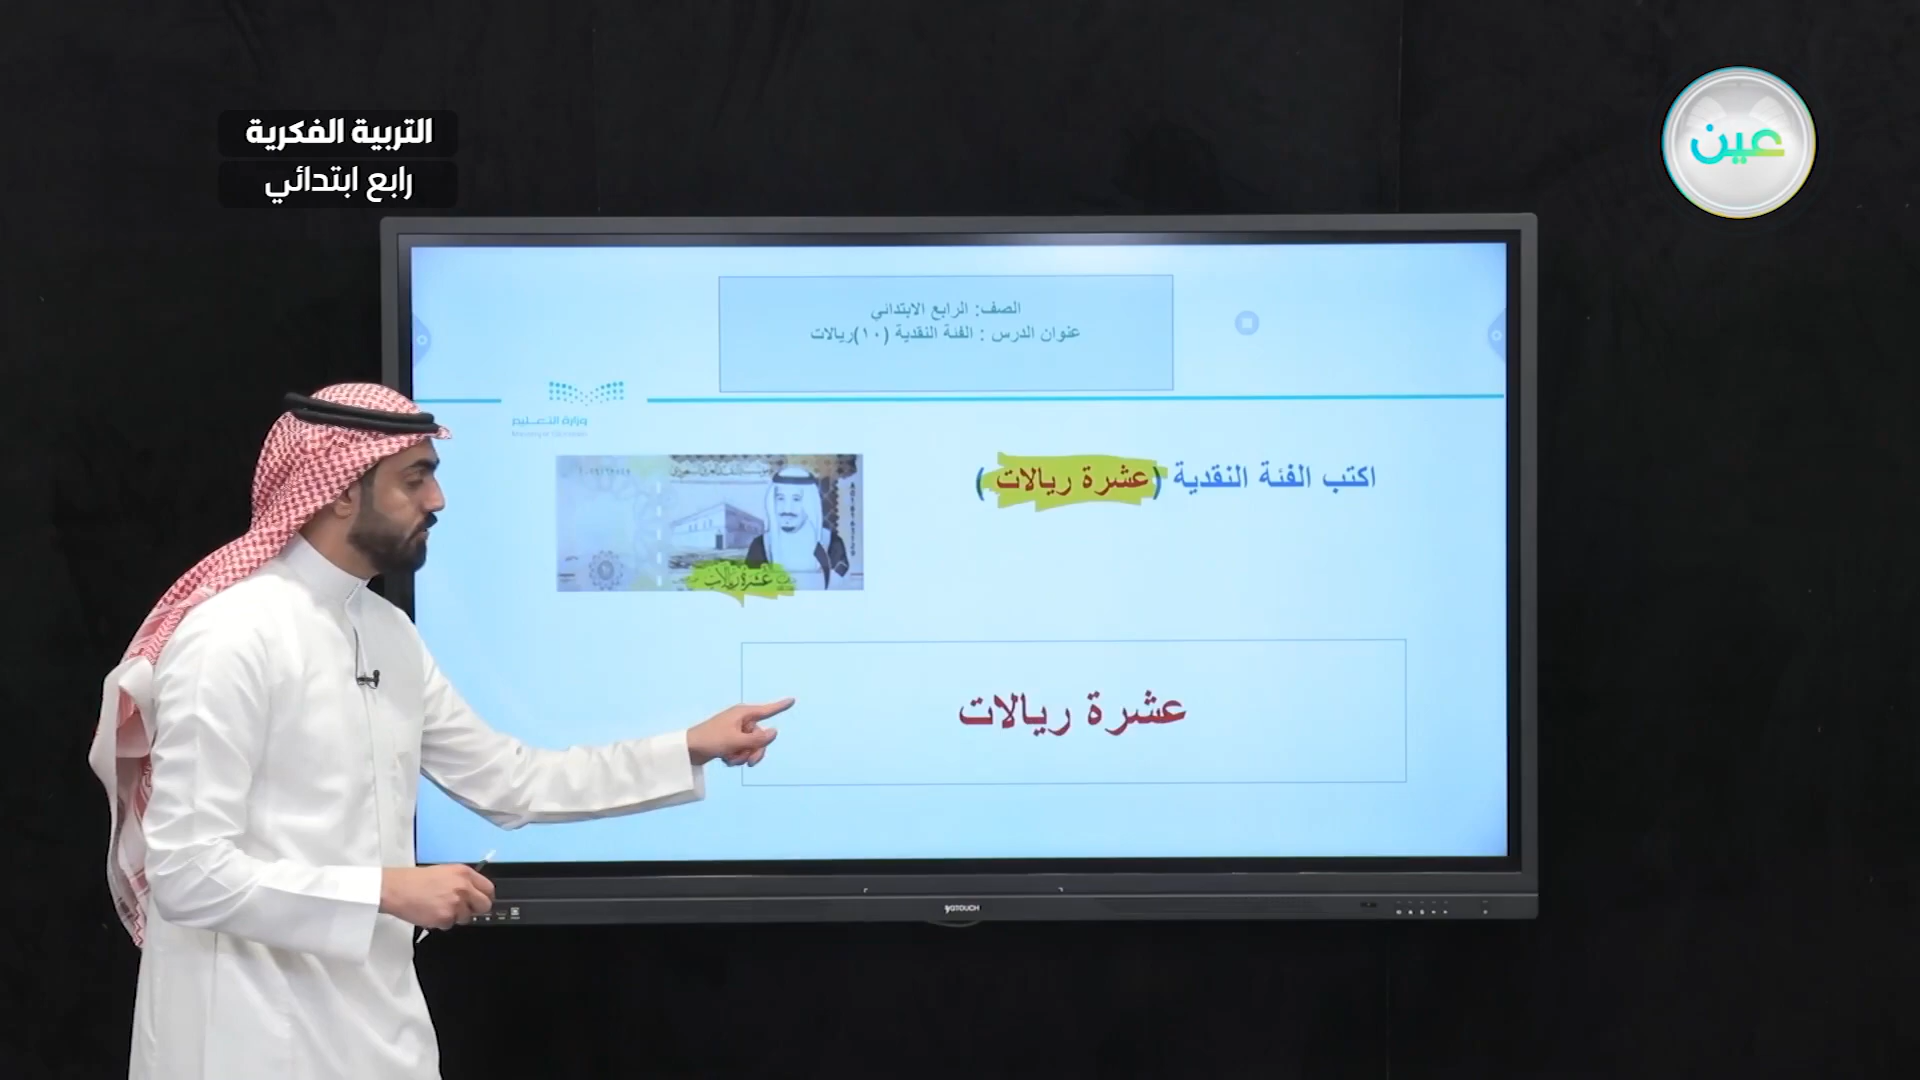 التربية الفكرية
رابع ابتدائي
عين
الصف: الرابع الابتدائي
عنوان الدرس : الفئة النقدية (١٠)ريالات
وزارة التعليم
اكتب الفئة النقدية (عشرة ريالات )
عشرة ريالات
عشرة ريالات